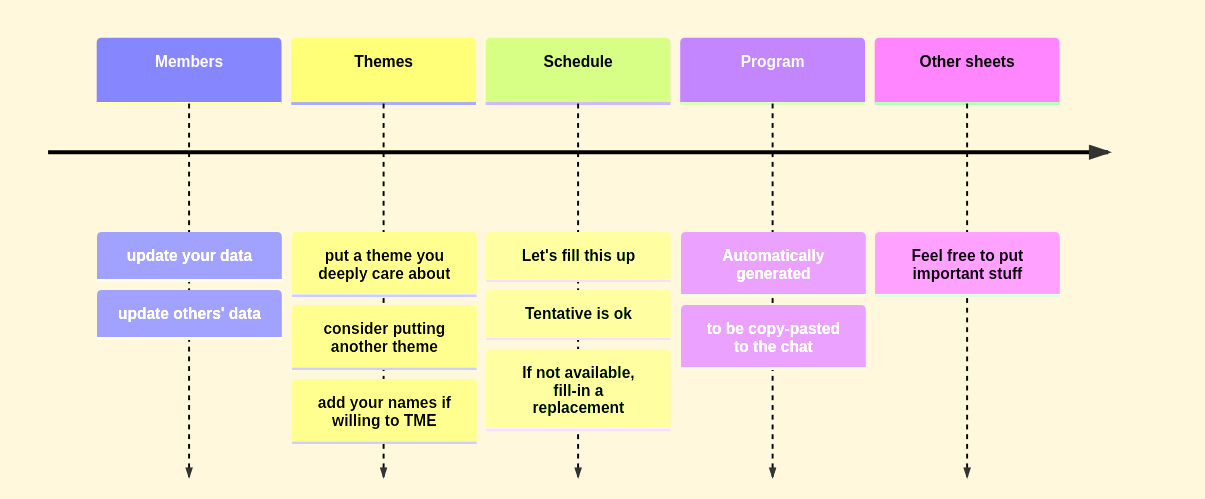 Members
Themes
Schedule
Program
Other sheets
update your data
update others' data
put a theme you
deeply care about
consider putting
another theme
add your names if
willing to TME
Let's fill this up
Tentative is ok
If not available,
fill-in a
replacement
Automatically
generated
to be copy-pasted
to the chat
Feel free to put
important stuff